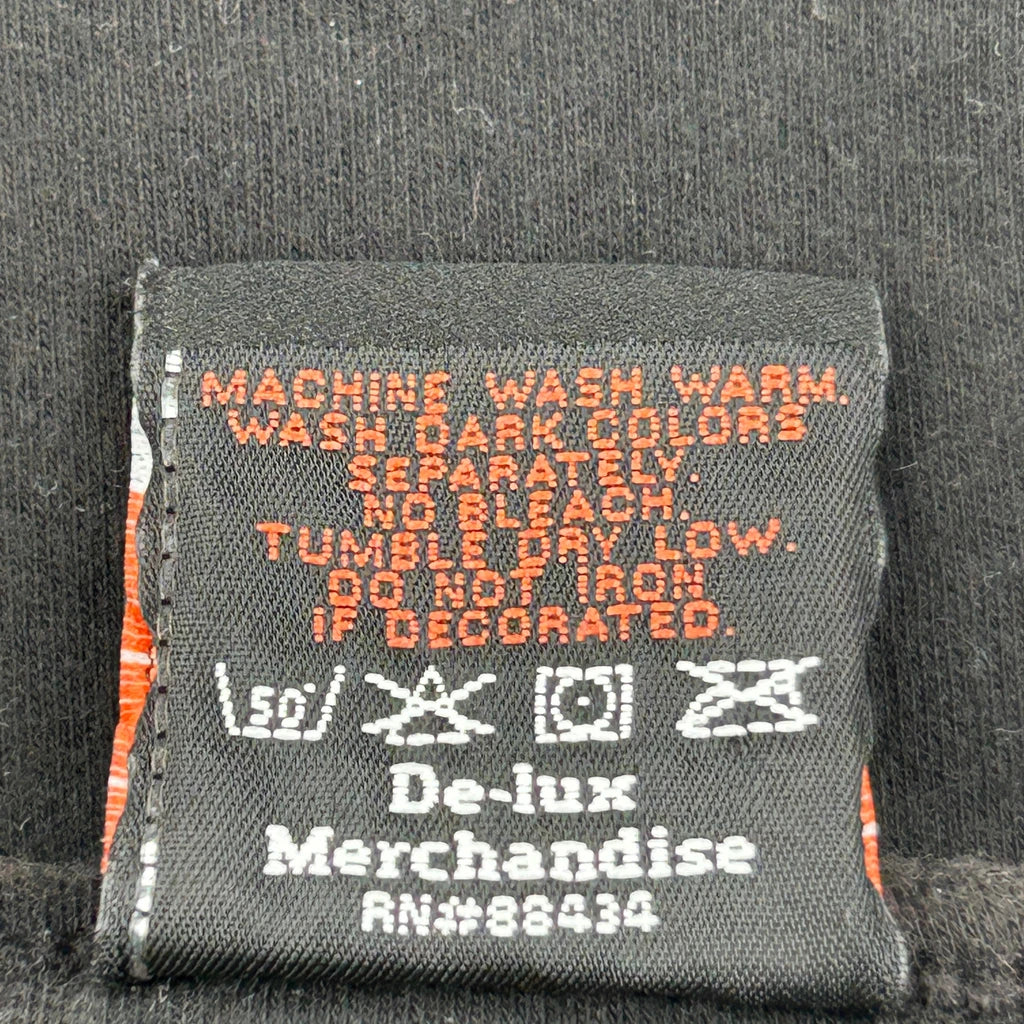 MACHINE WASH WARM.
WASH DARK COLORS
SEPARATELY.
NO BLEACH.
TUMBLE DRY LOW.
DO NOT IRON
IF DECORATED.
50°
De-lux
Merchandise
RN#88434